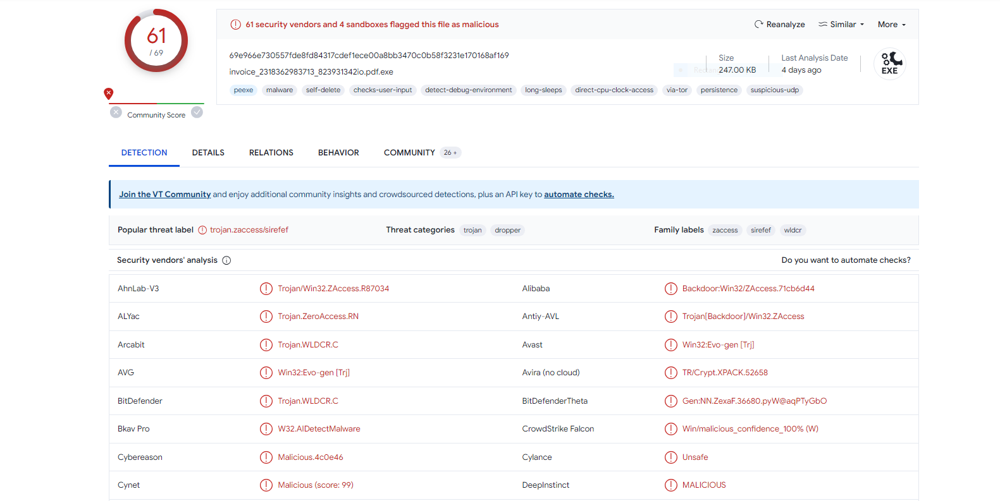 61
/ 69
Community Score
61 security vendors and 4 sandboxes flagged this file as malicious
Reanalyze Similar More
69e966e730557fde8fd84317cdef1ece00a8bb3470c0b58f3231e170168af169
invoice_2318362983713_823931342io.pdf.exe
Size
247.00 KB
Last Analysis Date
4 days ago
EXE
peexe malware self-delete checks-user-input detect-debug-environment long-sleeps direct-cpu-clock-access via-tor persistence suspicious-udp
DETECTION DETAILS RELATIONS BEHAVIOR COMMUNITY 26 +
Join the VT Community and enjoy additional community insights and crowdsourced detections, plus an API key to automate checks.
Popular threat label trojan.zaccess/sirefef Threat categories trojan dropper Family labels zaccess sirefef wldcr
Security vendors' analysis Do you want to automate checks?
AhnLab-V3 Trojan/Win32.ZAccess.R87034 Alibaba Backdoor:Win32/ZAccess.71cb6d44
ALYac Trojan.ZeroAccess.RN Antiy-AVL Trojan[Backdoor]/Win32.ZAccess
Arcabit Trojan.WLDCR.C Avast Win32:Evo-gen [Trj]
AVG Win32:Evo-gen [Trj] Avira (no cloud) TR/Crypt.XPACK.52658
BitDefender Trojan.WLDCR.C BitDefenderTheta Gen:NN.ZexaF.36680.pyW@aqPTyGbO
Bkav Pro W32.AIDetectMalware CrowdStrike Falcon Win/malicious_confidence_100% (W)
Cybereason Malicious.4c0e46 Cylance Unsafe
Cynet Malicious (score: 99) DeepInstinct MALICIOUS